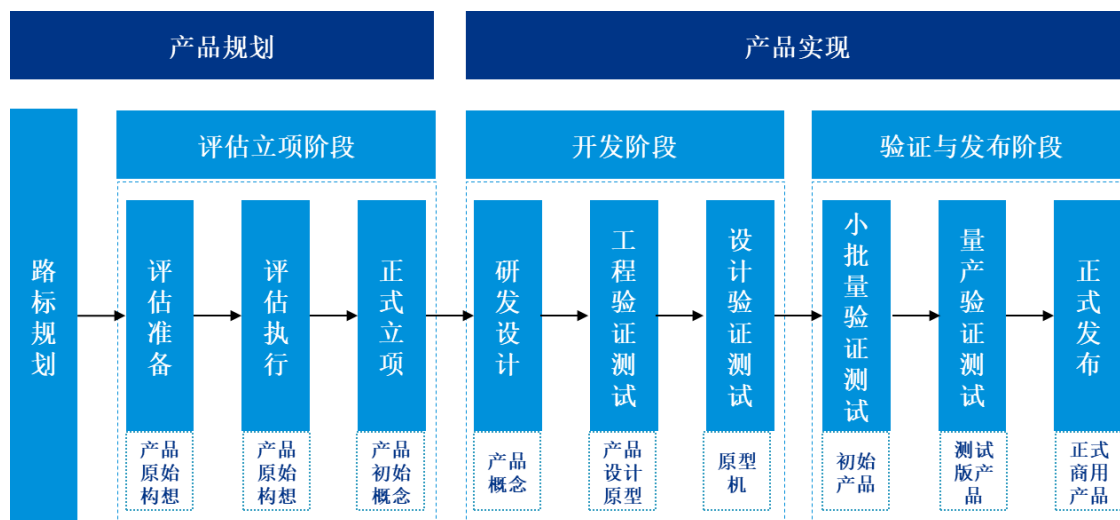 产品规划
产品实现
评估立项阶段
开发阶段
验证与发布阶段
路标规划
评估准备
评估执行
正式立项
研发设计
工程验证测试
设计验证测试
小批量验证测试
量产验证测试
正式发布
产品
原始
构想
产品
原始
构想
产品
初始
概念
产品
概念
产品
设计
原型
原型
机
初始
产品
测试
版产
品
正式
商用
产品